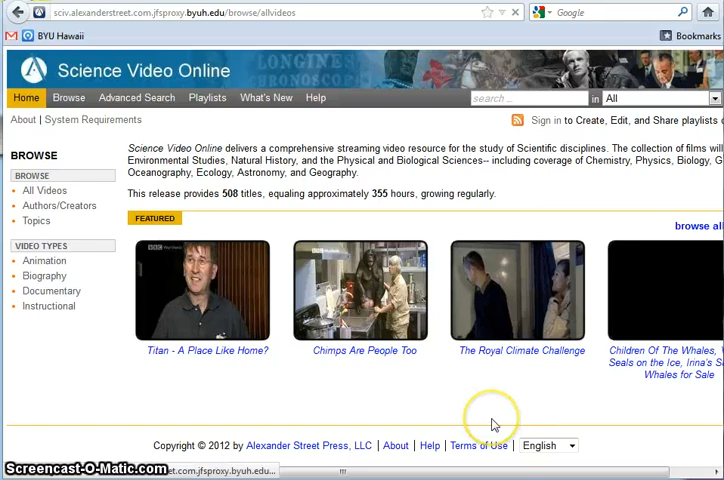 sciv.alexanderstreet.com.jfsproxy.byuh.edu/browse/allvideos
Google
BYU Hawaii
Bookmarks
LONGINES
CHRONOSCOPE
Science Video Online
Home Browse Advanced Search Playlists What's New Help
search... in All
About | System Requirements
Sign in to Create, Edit, and Share playlists
BROWSE
Science Video Online delivers a comprehensive streaming video resource for the study of Scientific disciplines. The collection of films will
Environmental Studies, Natural History, and the Physical and Biological Sciences-- including coverage of Chemistry, Physics, Biology, G
Oceanography, Ecology, Astronomy, and Geography.
This release provides 508 titles, equaling approximately 355 hours, growing regularly.
BROWSE
All Videos
Authors/Creators
Topics
VIDEO TYPES
Animation
Biography
Documentary
Instructional
FEATURED
browse all
Titan - A Place Like Home?
Chimps Are People Too
The Royal Climate Challenge
Children Of The Whales,
Seals on the Ice, Irina's
Whales for Sale
Copyright © 2012 by Alexander Street Press, LLC | About | Help | Terms of Use | English
Screencast-O-Matic.com
reet.com.jfsproxy.byuh.edu...